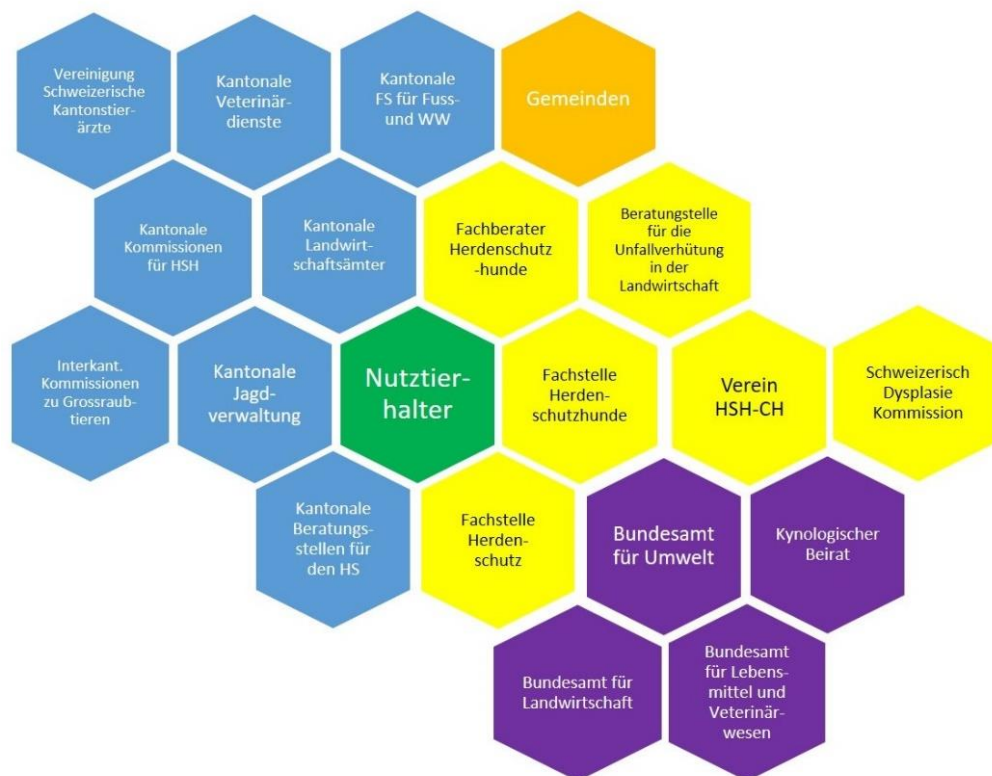 Vereinigung
Schweizerische
Kantonstier-
ärzte
Kantonale
Veterinär-
dienste
Kantonale
FS für Fuss-
und WW
Gemeinden
Kantonale
Kommissionen
für HSH
Kantonale
Landwirt-
schaftsämter
Fachberater
Herdenschutz
-hunde
Beratungstelle
für die
Unfallverhütung
in der
Landwirtschaft
Interkant.
Kommissionen
zu Grossraub-
tieren
Kantonale
Jagd-
verwaltung
Nutztier-
halter
Fachstelle
Herden-
schutzhunde
Verein
HSH-CH
Schweizerisch
Dysplasie
Kommission
Kantonale
Beratungs-
stellen für
den HS
Fachstelle
Herden-
schutz
Bundesamt
für Umwelt
Kynologischer
Beirat
Bundesamt für
Landwirtschaft
Bundesamt
für Lebens-
mittel und
Veterinär-
wesen